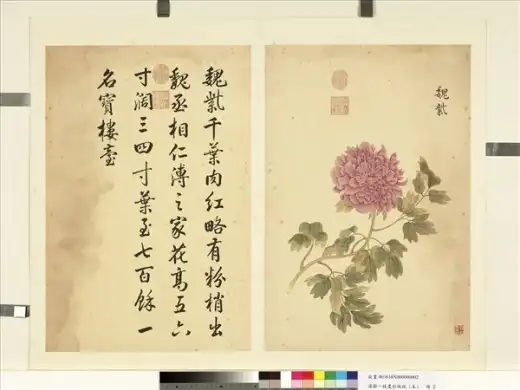 魏紫
魏紫千葉肉紅略有粉梢出
魏丞相仁溥之家花高五六
寸濶三四寸葉至七百餘一
名寶樓臺